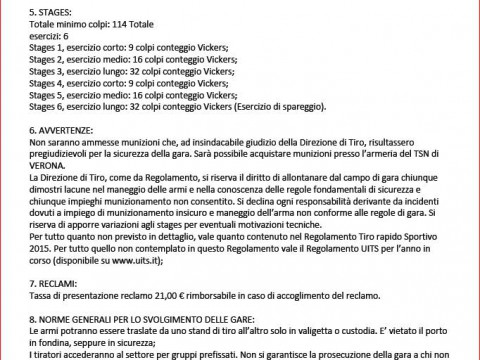 5. STAGES:
Totale minimo colpi: 114 Totale
esercizi: 6
Stages 1, esercizio corto: 9 colpi conteggio Vickers;
Stages 2, esercizio medio: 16 colpi conteggio Vickers;
Stages 3, esercizio lungo: 32 colpi conteggio Vickers;
Stages 4, esercizio corto: 9 colpi conteggio Vickers;
Stages 5, esercizio medio: 16 colpi conteggio Vickers;
Stages 6, esercizio lungo: 32 colpi conteggio Vickers (Esercizio di spareggio).
6. AVVERTENZE:
Non saranno ammesse munizioni che, ad insindacabile giudizio della Direzione di Tiro, risultassero
pregiudizievoli per la sicurezza della gara. Sarà possibile acquistare munizioni presso l'armeria del TSN di
VERONA.
La Direzione di Tiro, come da Regolamento, si riserva il diritto di allontanare dal campo di gara chiunque
dimostri lacune nel maneggio delle armi e nella conoscenza delle regole fondamentali di sicurezza e
chiunque impieghi munizionamento non consentito. Si declina ogni responsabilità derivante da incidenti
dovuti a impiego di munizionamento insicuro e maneggio dell'arma non conforme alle regole di gara. Si
riserva di apporre variazioni agli stages per eventuali motivazioni tecniche.
Per tutto quanto non previsto in dettaglio, vale quanto contenuto nel Regolamento Tiro rapido Sportivo
2015. Per tutto quello non contemplato in questo Regolamento vale il Regolamento UITS per l'anno in
corso (disponibile su www.uits.it);
7. RECLAMI:
Tassa di presentazione reclamo 21,00 € rimborsabile in caso di accoglimento del reclamo.
8. NORME GENERALI PER LO SVOLGIMENTO DELLE GARE:
Le armi potranno essere traslate da uno stand di tiro all'altro solo in valigetta o custodia. E' vietato il porto
in fondina, seppure in sicurezza;
I tiratori accederanno al settore per gruppi prefissati. Non si garantisce la prosecuzione della gara a chi non